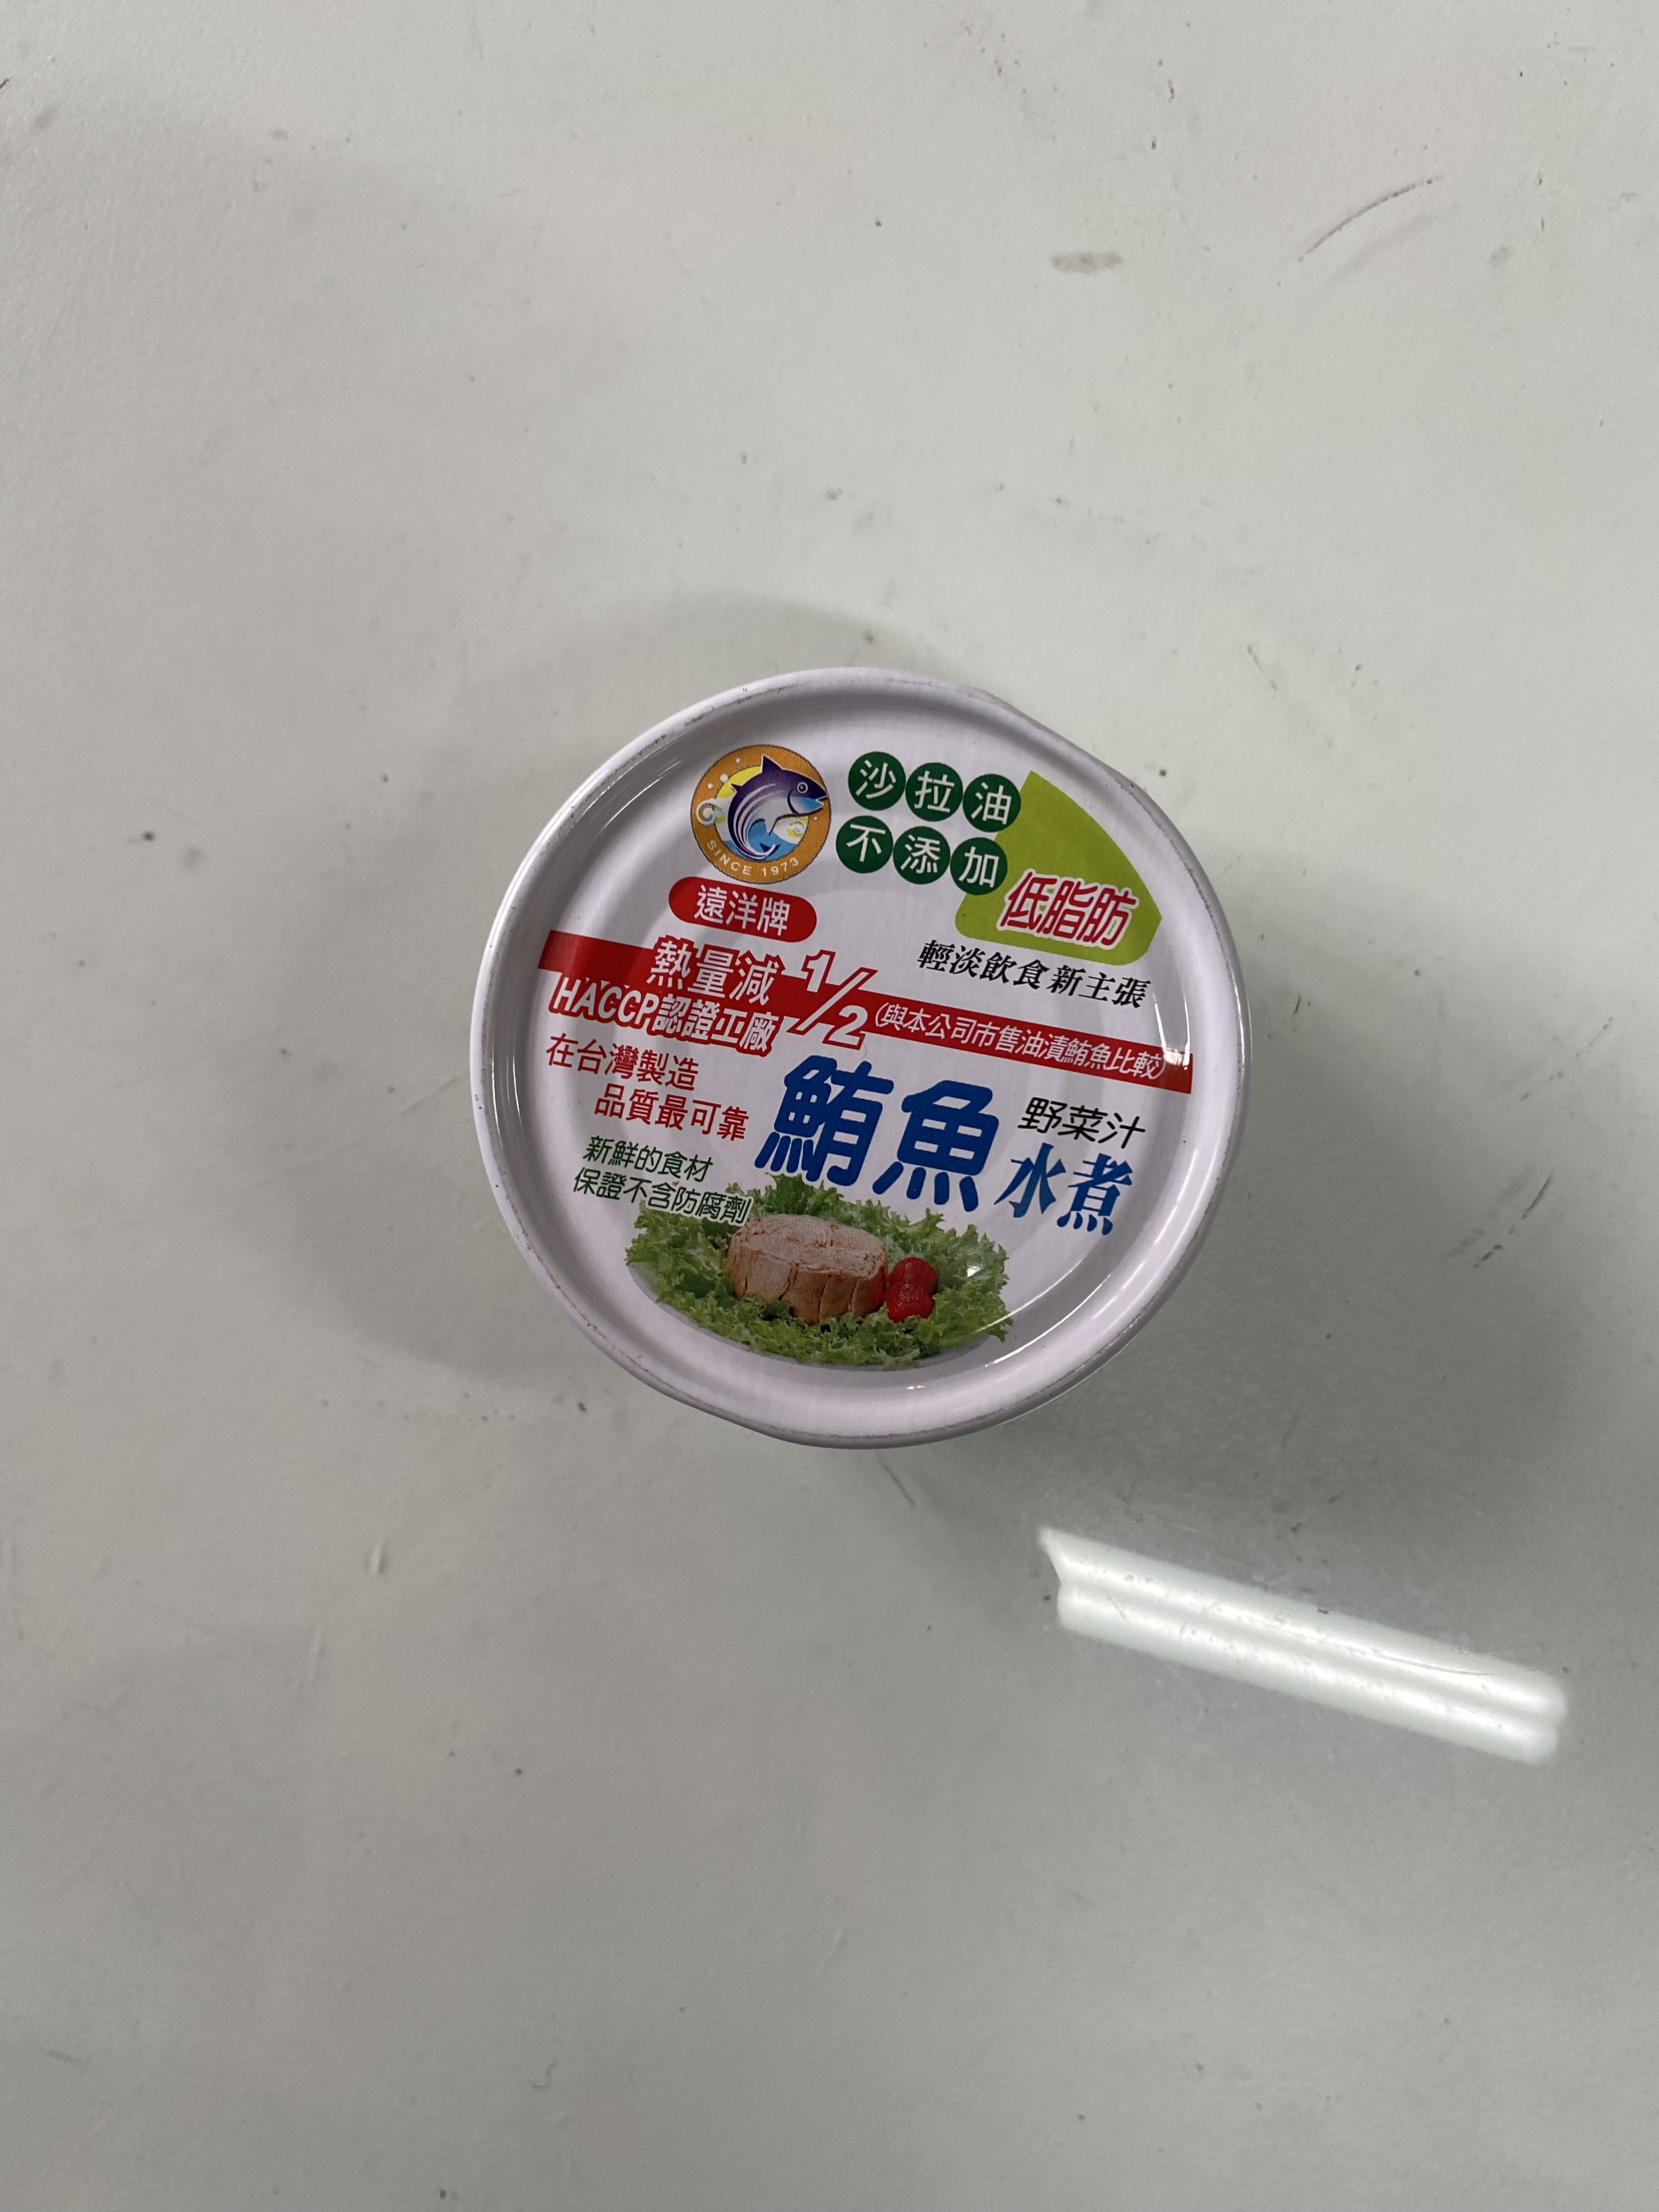 沙拉油
不添加
SINCE 1973
低脂肪
遠洋牌
輕淡飲食新主張
熱量減1/2(與本公司市售油漬鮪魚比較)
HACCP認證工廠
在台灣製造
品質最可靠
鮪魚
野菜汁
水煮
新鮮的食材
保證不含防腐劑